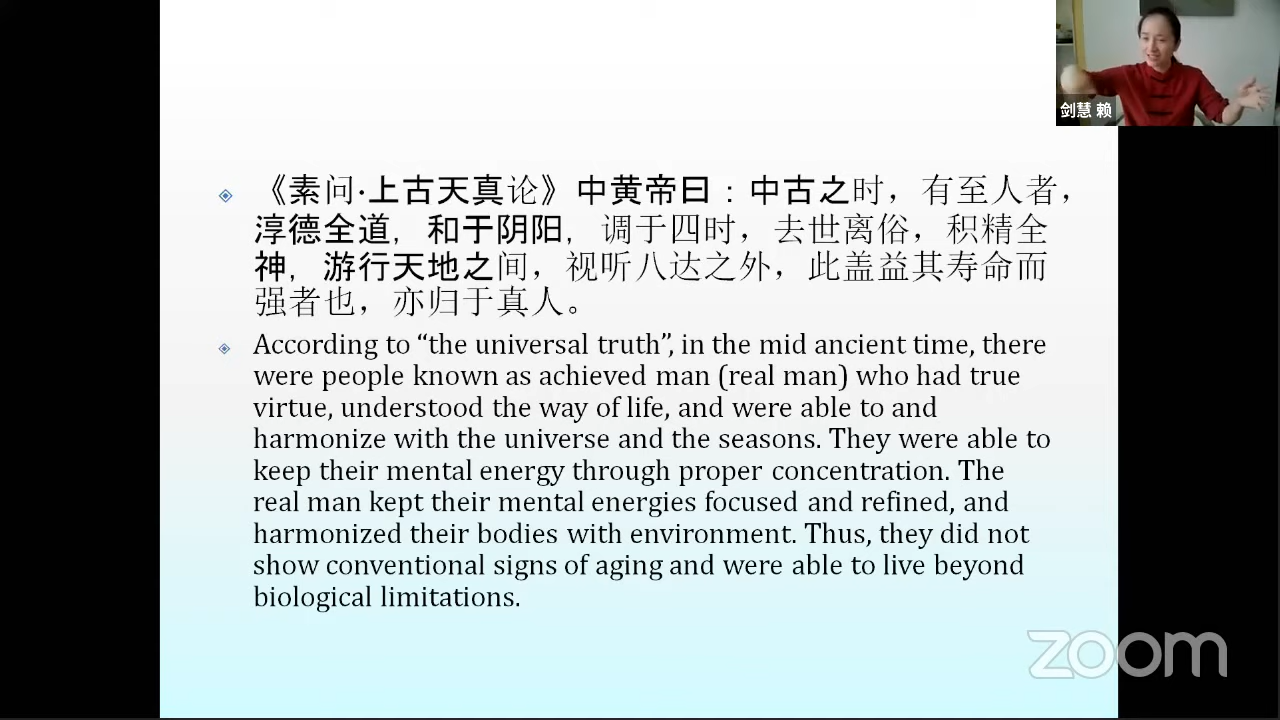 剑慧 赖
《素问·上古天真论》中黄帝曰：中古之时，有至人者，
淳德全道，和于阴阳，调于四时，去世离俗，积精全
神，游行天地之间，视听八达之外，此盖益其寿命而
强者也，亦归于真人。
According to “the universal truth”, in the mid ancient time, there
were people known as achieved man (real man) who had true
virtue, understood the way of life, and were able to and
harmonize with the universe and the seasons. They were able to
keep their mental energy through proper concentration. The
real man kept their mental energies focused and refined, and
harmonized their bodies with environment. Thus, they did not
show conventional signs of aging and were able to live beyond
biological limitations.
zoom